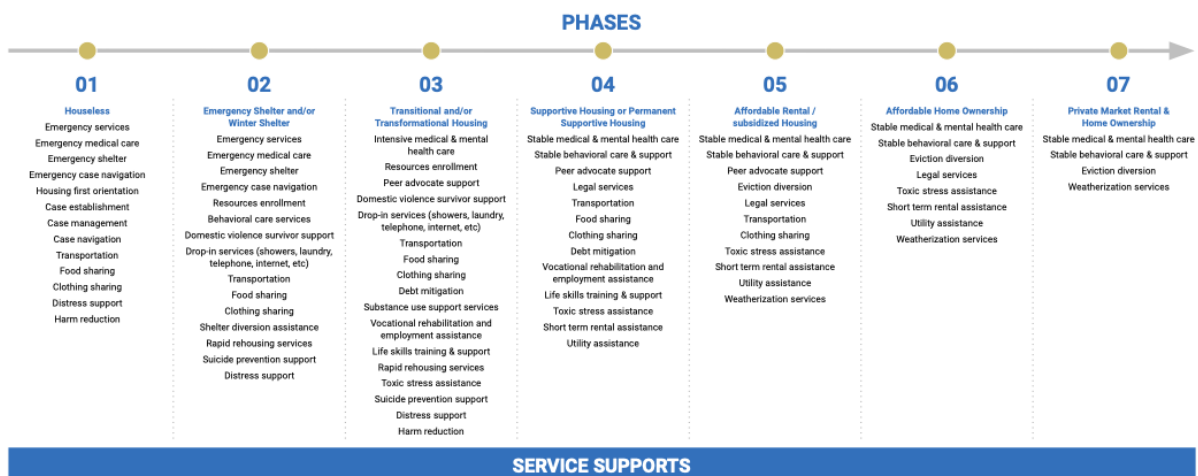 PHASES
01
Houseless
Emergency services
Emergency medical care
Emergency shelter
Emergency case navigation
Housing first orientation
Case establishment
Case management
Case navigation
Transportation
Food sharing
Clothing sharing
Distress support
Harm reduction
02
Emergency Shelter and/or
Winter Shelter
Emergency services
Emergency medical care
Emergency shelter
Emergency case navigation
Resources enrollment
Behavioral care services
Domestic violence survivor support
Drop-in services (showers, laundry,
telephone, internet, etc)
Transportation
Food sharing
Clothing sharing
Shelter diversion assistance
Rapid rehousing services
Suicide prevention support
Distress support
03
Transitional and/or
Transformational Housing
Intensive medical & mental
health care
Resources enrollment
Peer advocate support
Domestic violence survivor support
Drop-in services (showers, laundry,
telephone, internet, etc)
Transportation
Food sharing
Clothing sharing
Debt mitigation
Substance use support services
Vocational rehabilitation and
employment assistance
Life skills training & support
Rapid rehousing services
Toxic stress assistance
Suicide prevention support
Distress support
Harm reduction
04
Supportive Housing or Permanent
Supportive Housing
Stable medical & mental health care
Stable behavioral care & support
Peer advocate support
Legal services
Transportation
Food sharing
Clothing sharing
Debt mitigation
Vocational rehabilitation and
employment assistance
Life skills training & support
Toxic stress assistance
Short term rental assistance
Utility assistance
05
Affordable Rental /
subsidized Housing
Stable medical & mental health care
Stable behavioral care & support
Peer advocate support
Eviction diversion
Legal services
Transportation
Clothing sharing
Toxic stress assistance
Short term rental assistance
Utility assistance
Weatherization services
06
Affordable Home Ownership
Stable medical & mental health care
Stable behavioral care & support
Eviction diversion
Legal services
Toxic stress assistance
Short term rental assistance
Utility assistance
Weatherization services
07
Private Market Rental &
Home Ownership
Stable medical & mental health care
Stable behavioral care & support
Eviction diversion
Weatherization services
SERVICE SUPPORTS